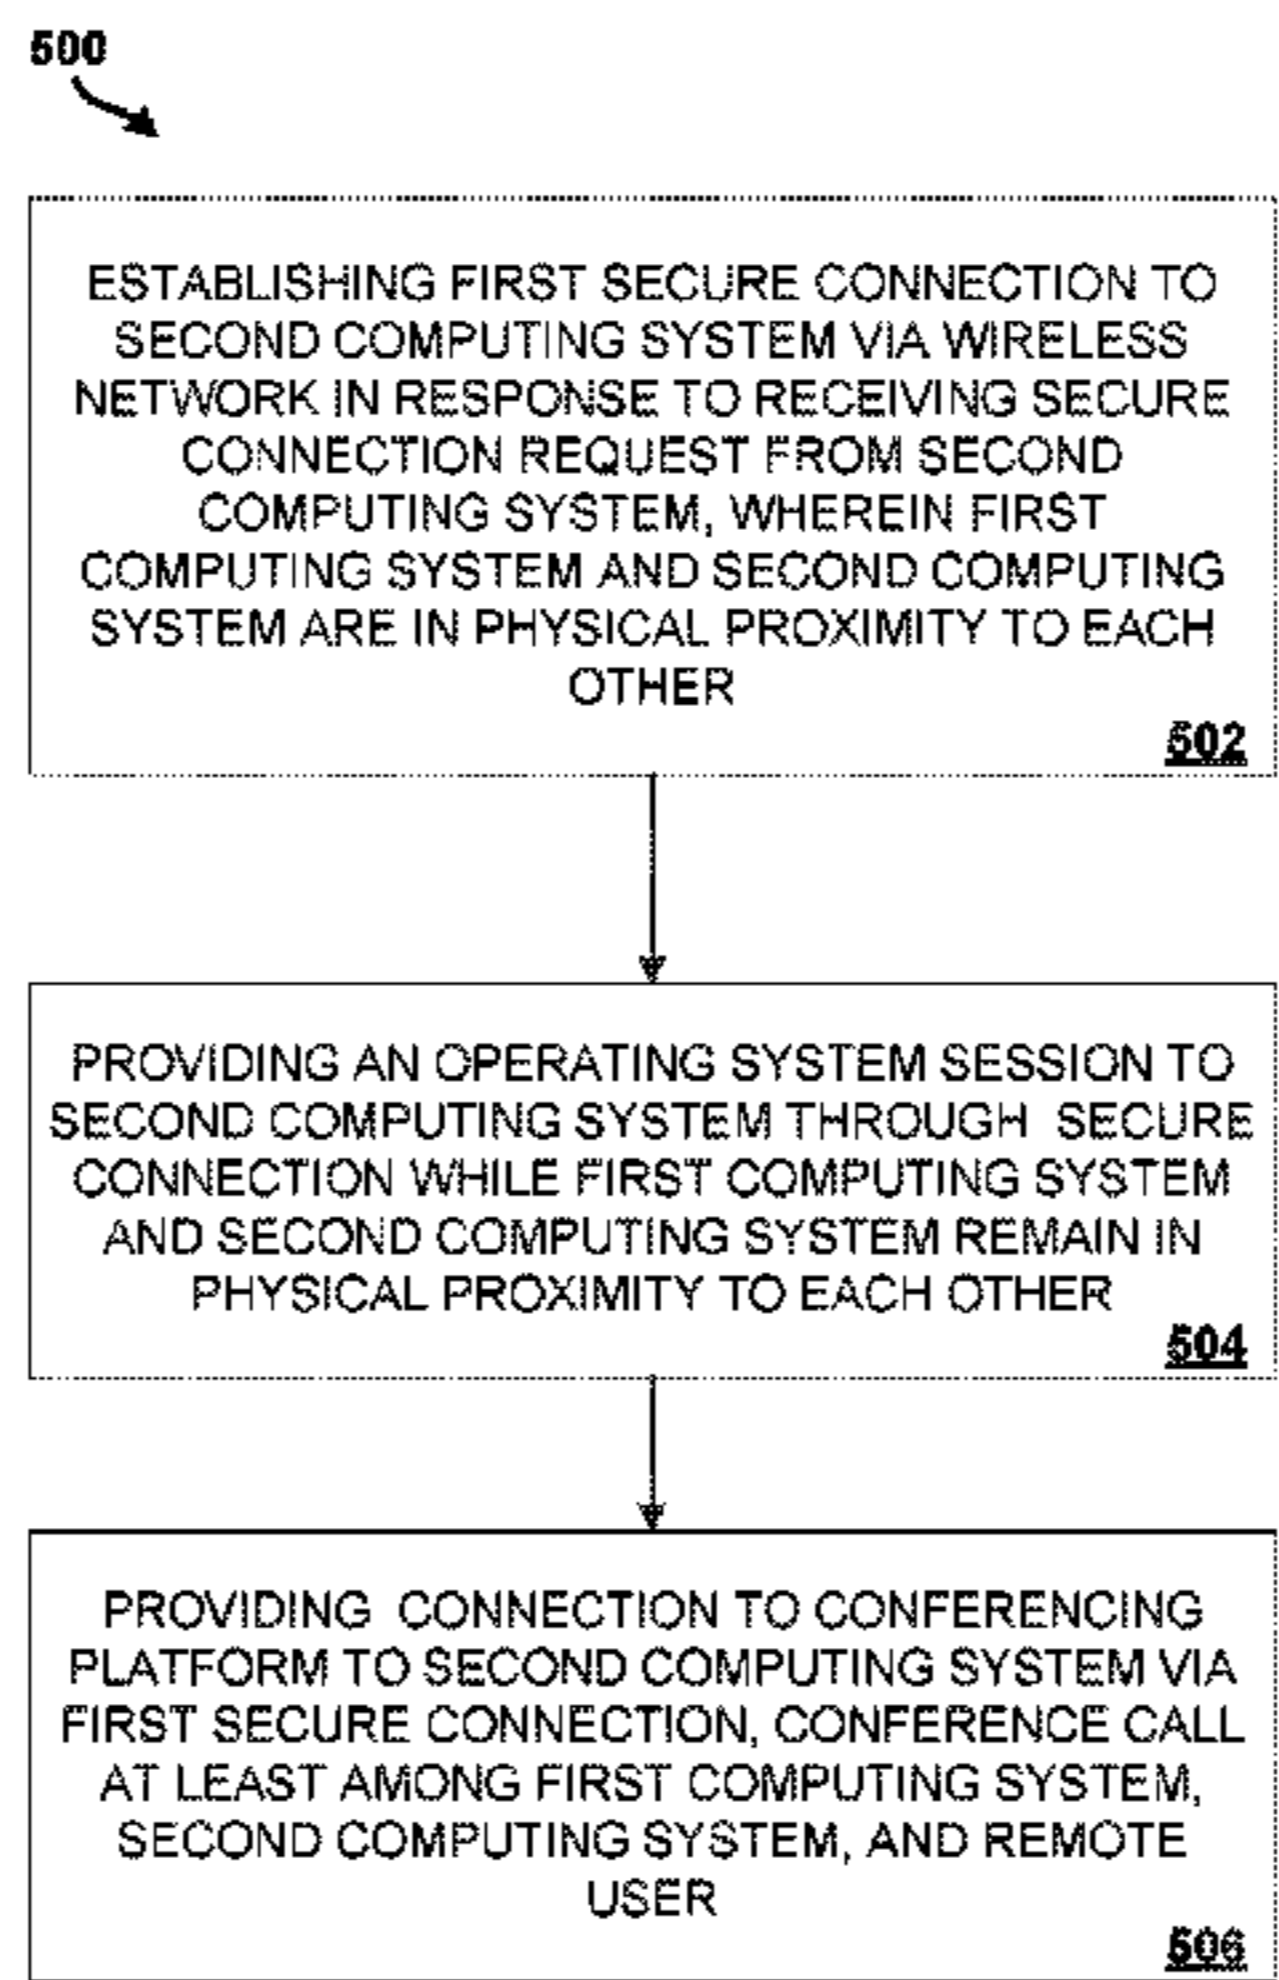 500
ESTABLISHING FIRST SECURE CONNECTION TO
SECOND COMPUTING SYSTEM VIA WIRELESS
NETWORK IN RESPONSE TO RECEIVING SECURE
CONNECTION REQUEST FROM SECOND
COMPUTING SYSTEM, WHEREIN FIRST
COMPUTING SYSTEM AND SECOND COMPUTING
SYSTEM ARE IN PHYSICAL PROXIMITY TO EACH
OTHER
502
PROVIDING AN OPERATING SYSTEM SESSION TO
SECOND COMPUTING SYSTEM THROUGH SECURE
CONNECTION WHILE FIRST COMPUTING SYSTEM
AND SECOND COMPUTING SYSTEM REMAIN IN
PHYSICAL PROXIMITY TO EACH OTHER
504
PROVIDING CONNECTION TO CONFERENCING
PLATFORM TO SECOND COMPUTING SYSTEM VIA
FIRST SECURE CONNECTION, CONFERENCE CALL
AT LEAST AMONG FIRST COMPUTING SYSTEM,
SECOND COMPUTING SYSTEM, AND REMOTE
USER
506